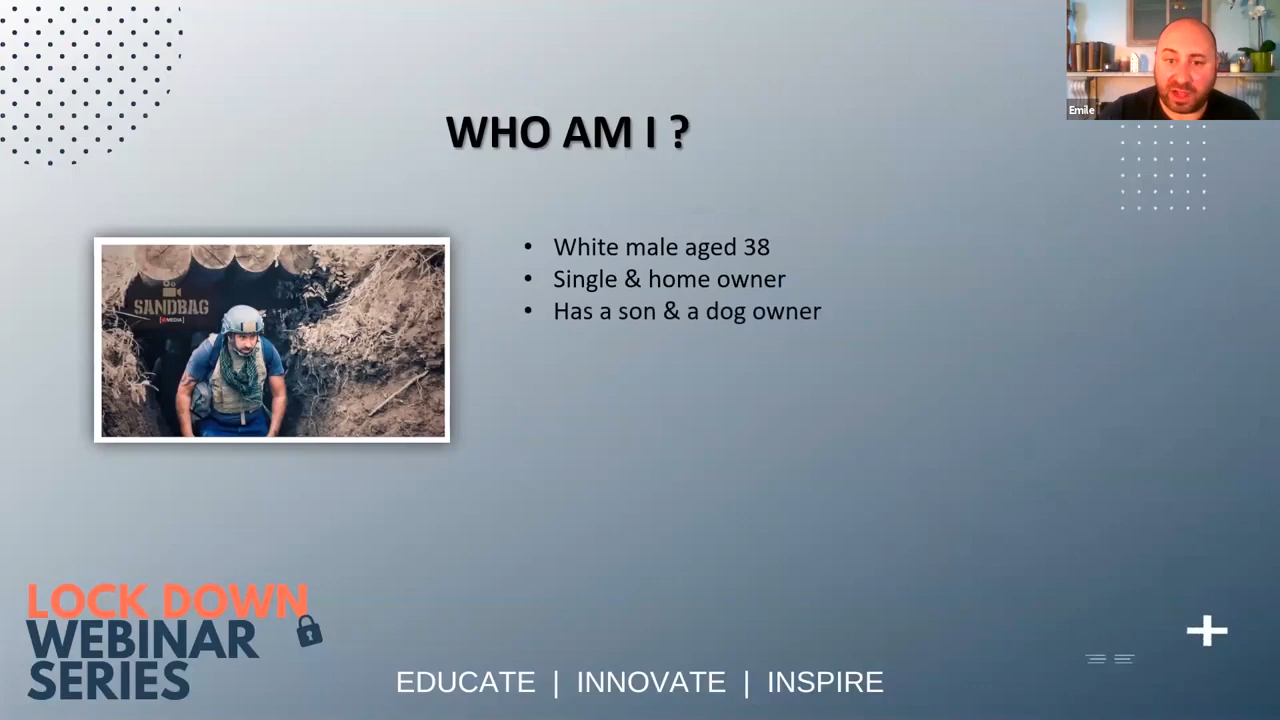 Emile
WHO AM I ?
• White male aged 38
• Single & home owner
• Has a son & a dog owner
SANDBAG
MEDIA
LOCK DOWN
WEBINAR
SERIES
EDUCATE | INNOVATE | INSPIRE